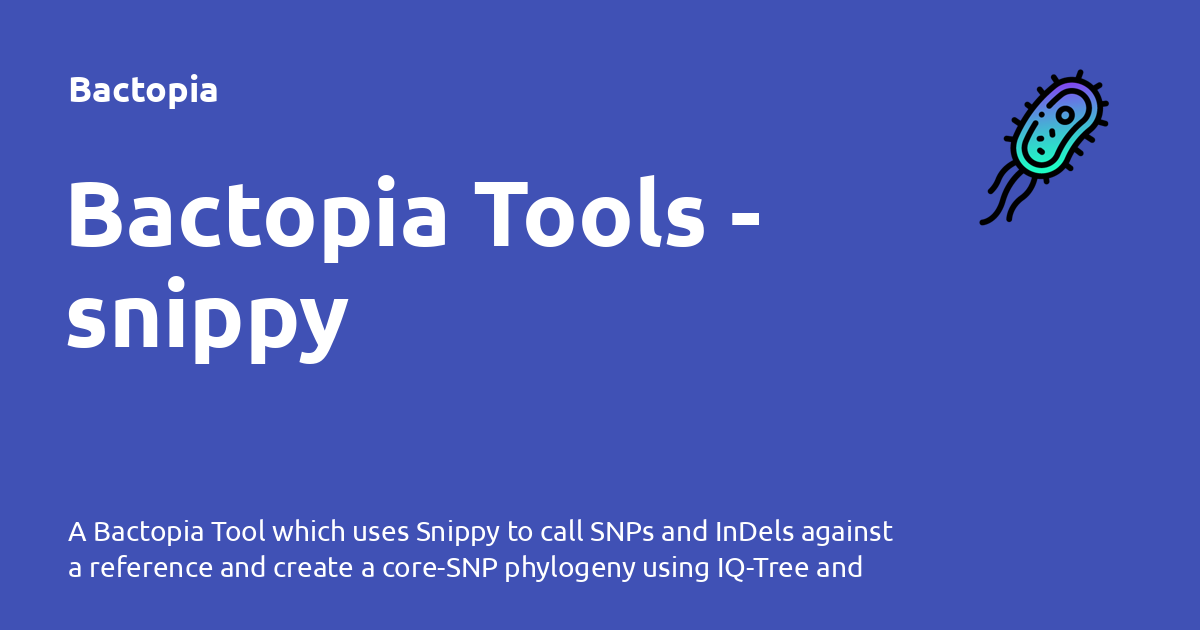 Bactopia
Bactopia Tools -
snippy
A Bactopia Tool which uses Snippy to call SNPs and InDels against
a reference and create a core-SNP phylogeny using IQ-Tree and